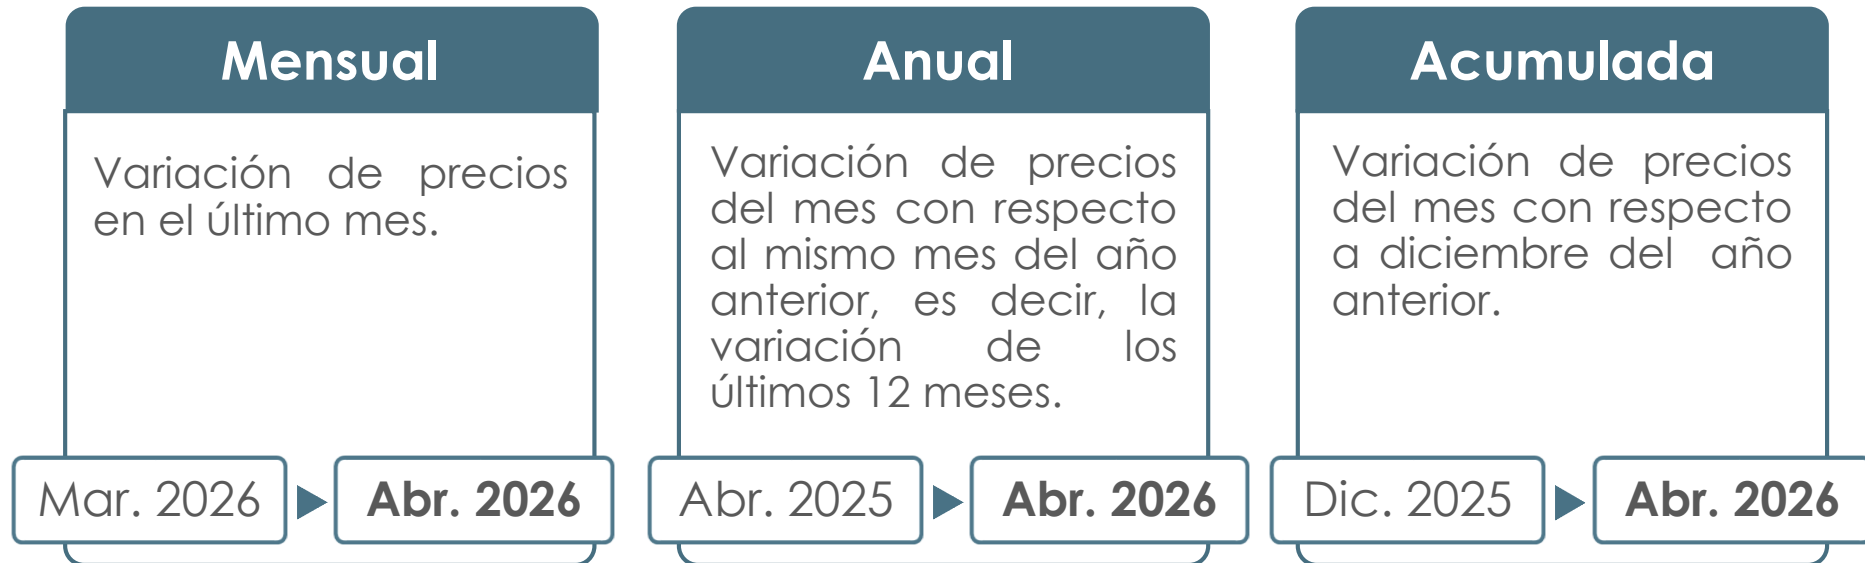 Mensual
Variación de precios
en el último mes.
Mar. 2026
Abr. 2026
Anual
Variación de precios
del mes con respecto
al mismo mes del año
anterior, es decir, la
variación de los
últimos 12 meses.
Abr. 2025
Abr. 2026
Acumulada
Variación de precios
del mes con respecto
a diciembre del año
anterior.
Dic. 2025
Abr. 2026